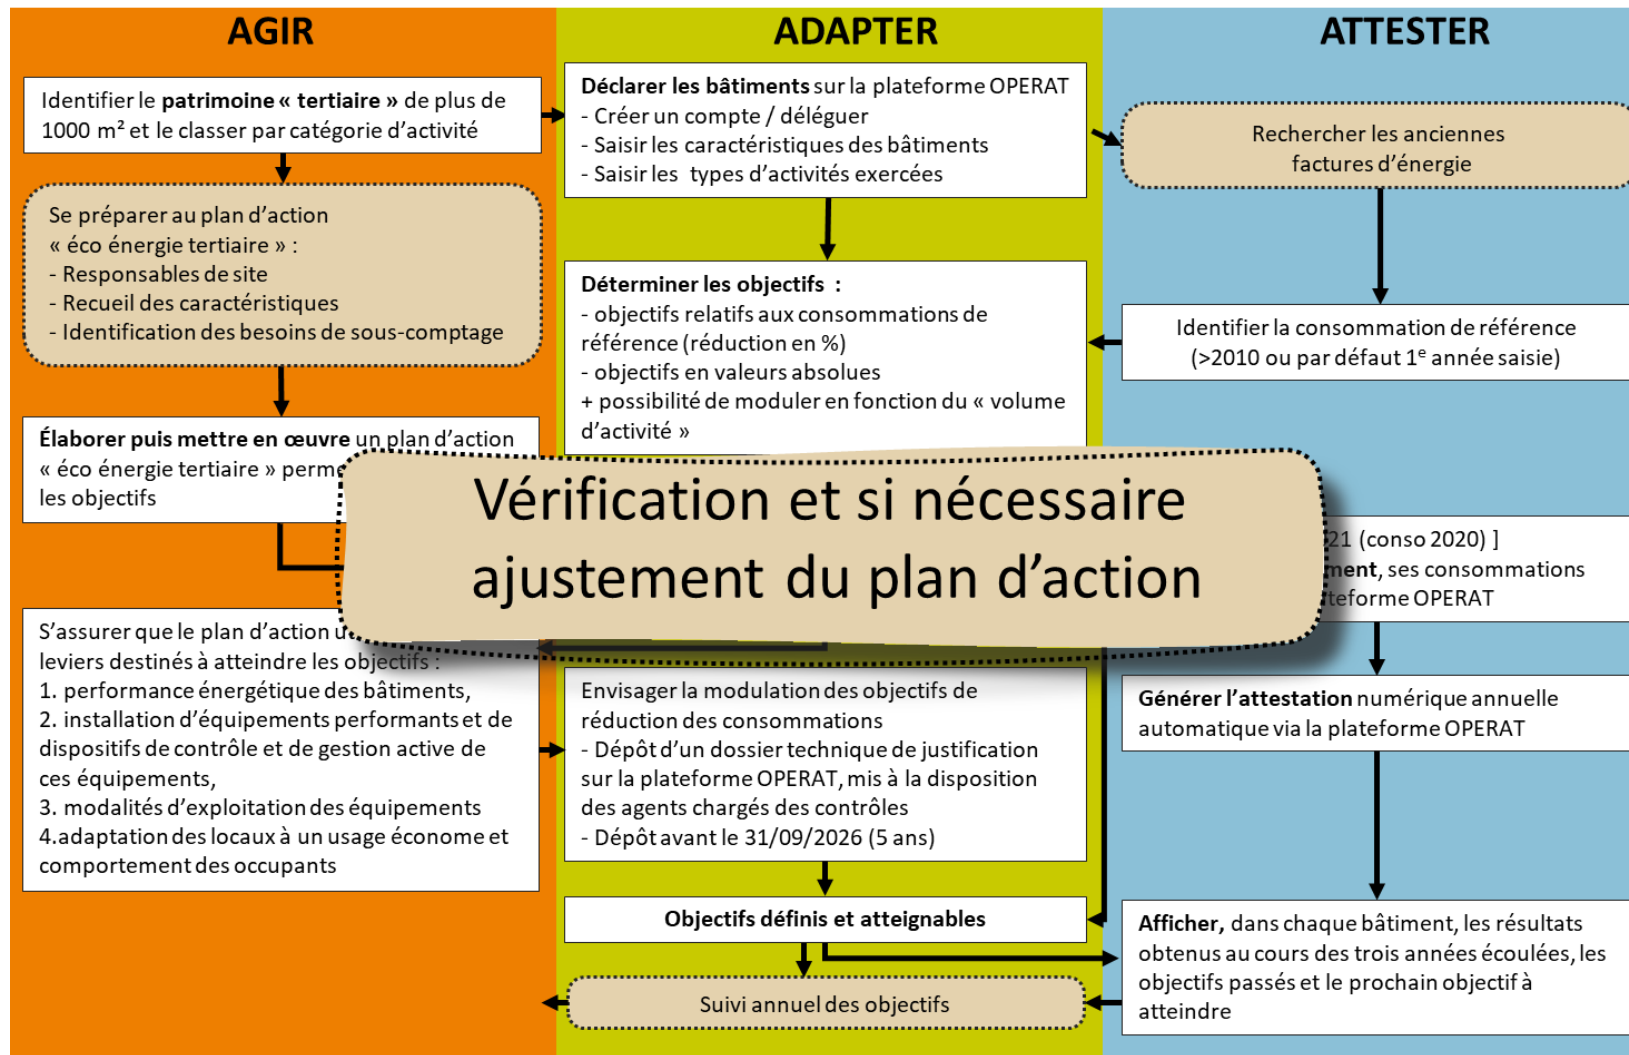 AGIR
Identifier le patrimoine « tertiaire » de plus de
1000 m² et le classer par catégorie d’activité
Se préparer au plan d’action
« éco énergie tertiaire » :
- Responsables de site
- Recueil des caractéristiques
- Identification des besoins de sous-comptage
Élaborer puis mettre en œuvre un plan d’action
« éco énergie tertiaire »
les objectifs
S’assurer que le plan d’action
leviers destinés à atteindre les objectifs :
1. performance énergétique des bâtiments,
2. installation d’équipements performants et de
dispositifs de contrôle et de gestion active de
ces équipements,
3. modalités d’exploitation des équipements
4.adaptation des locaux à un usage économe et
comportement des occupants
ADAPTER
Déclarer les bâtiments sur la plateforme OPERAT
- Créer un compte / déléguer
- Saisir les caractéristiques des bâtiments
- Saisir les types d’activités exercées
Déterminer les objectifs :
- objectifs relatifs aux consommations de
référence (réduction en %)
- objectifs en valeurs absolues
+ possibilité de moduler en fonction du « volume
d’activité »
Vérification et si nécessaire
ajustement du plan d’action
Envisager la modulation des objectifs de
réduction des consommations
- Dépôt d’un dossier technique de justification
sur la plateforme OPERAT, mis à la disposition
des agents chargés des contrôles
- Dépôt avant le 31/09/2026 (5 ans)
Objectifs définis et atteignables
Suivi annuel des objectifs
ATTESTER
Rechercher les anciennes
factures d’énergie
Identifier la consommation de référence
(>2010 ou par défaut 1e année saisie)
21 (conso 2020) ]
ment, ses consommations
teforme OPERAT
Générer l’attestation numérique annuelle
automatique via la plateforme OPERAT
Afficher, dans chaque bâtiment, les résultats
obtenus au cours des trois années écoulées, les
objectifs passés et le prochain objectif à
atteindre